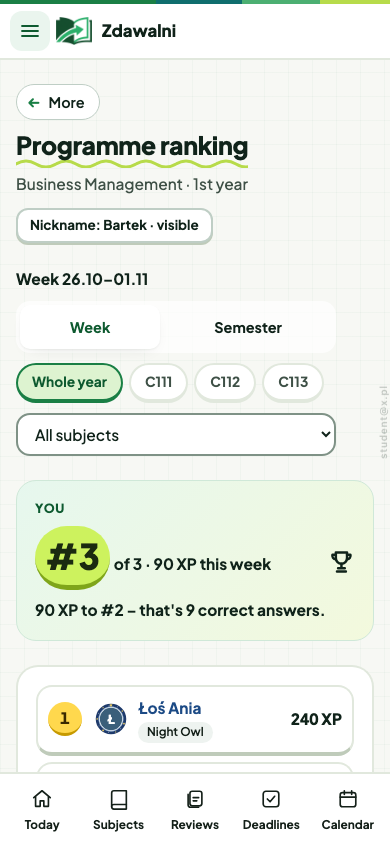 Zdawalni
← More
Programme ranking
Business Management · 1st year
Nickname: Bartek · visible
Week 26.10–01.11
Week Semester
Whole year C111 C112 C113
All subjects
student@x.pl
YOU
#3 of 3 · 90 XP this week
90 XP to #2 – that's 9 correct answers.
1 Ł Łoś Ania 240 XP
Night Owl
Today Subjects Reviews Deadlines Calendar